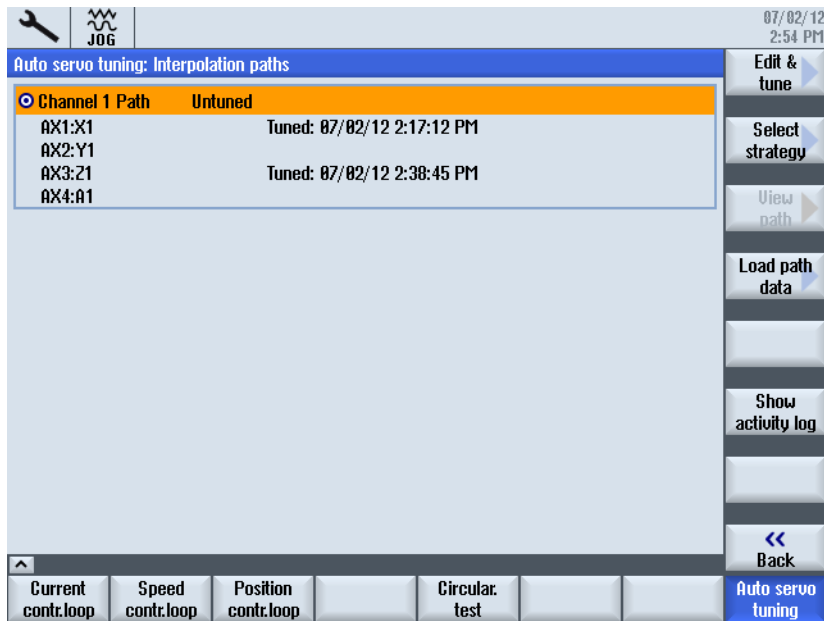 07/02/12
2:54 PM
JOG
Auto servo tuning: Interpolation paths
Channel 1 Path Untuned
AX1:X1 Tuned: 07/02/12 2:17:12 PM
AX2:Y1
AX3:Z1 Tuned: 07/02/12 2:38:45 PM
AX4:A1
Edit &
tune
Select
strategy
View
path
Load path
data
Show
activity log
<<
Back
Current
contr.loop
Speed
contr.loop
Position
contr.loop
Circular.
test
Auto servo
tuning